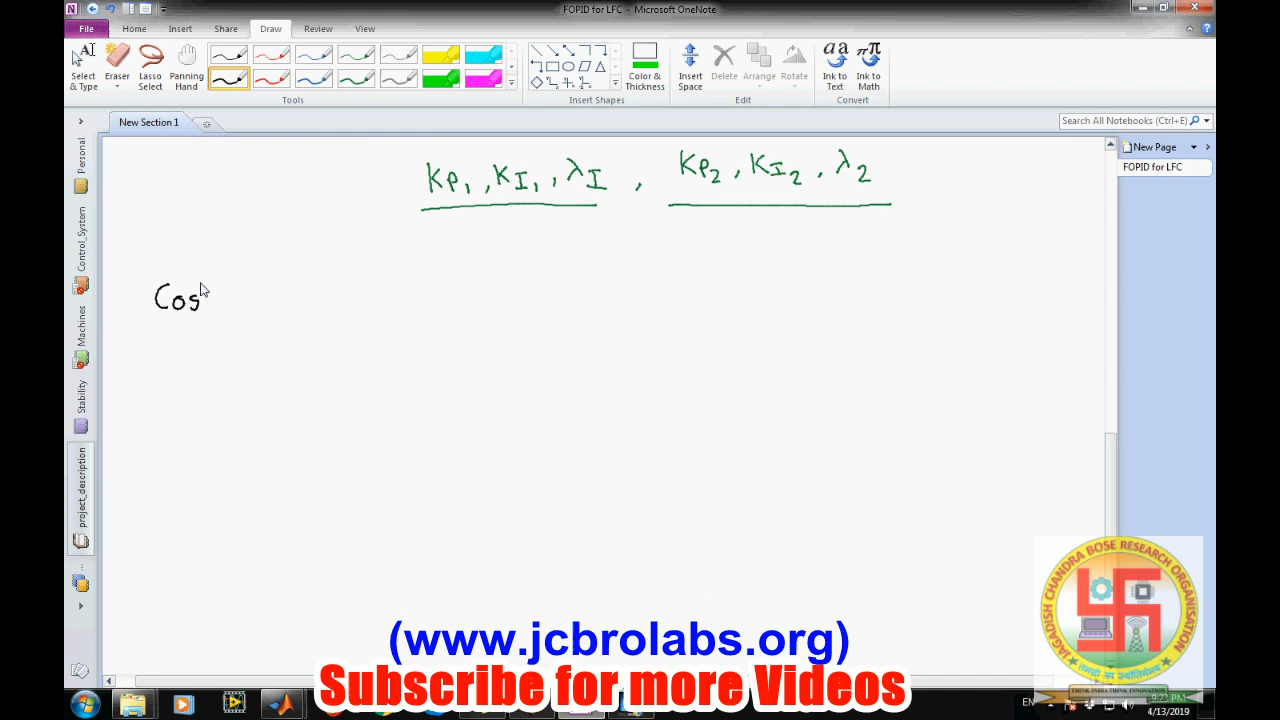 FOPID for LFC - Microsoft OneNote
File Home Insert Share Draw Review View
Select & Type Eraser Lasso Select Panning Hand Color & Thickness Insert Space Delete Arrange Rotate Ink to Text Ink to Math
Tools Insert Shapes Edit Convert
New Section 1
Search All Notebooks (Ctrl+E)
New Page
FOPID for LFC
Personal
Control_System
Machines
Stability
project_description
KP1, KI1, λI, KP2, KI2, λ2
Cos
JAGADISH CHANDRA BOSE RESEARCH ORGANISATION
THINK INDIA THINK INNOVATION
(www.jcbrolabs.org)
Subscribe for more Videos
EN
9:23 PM
4/13/2019